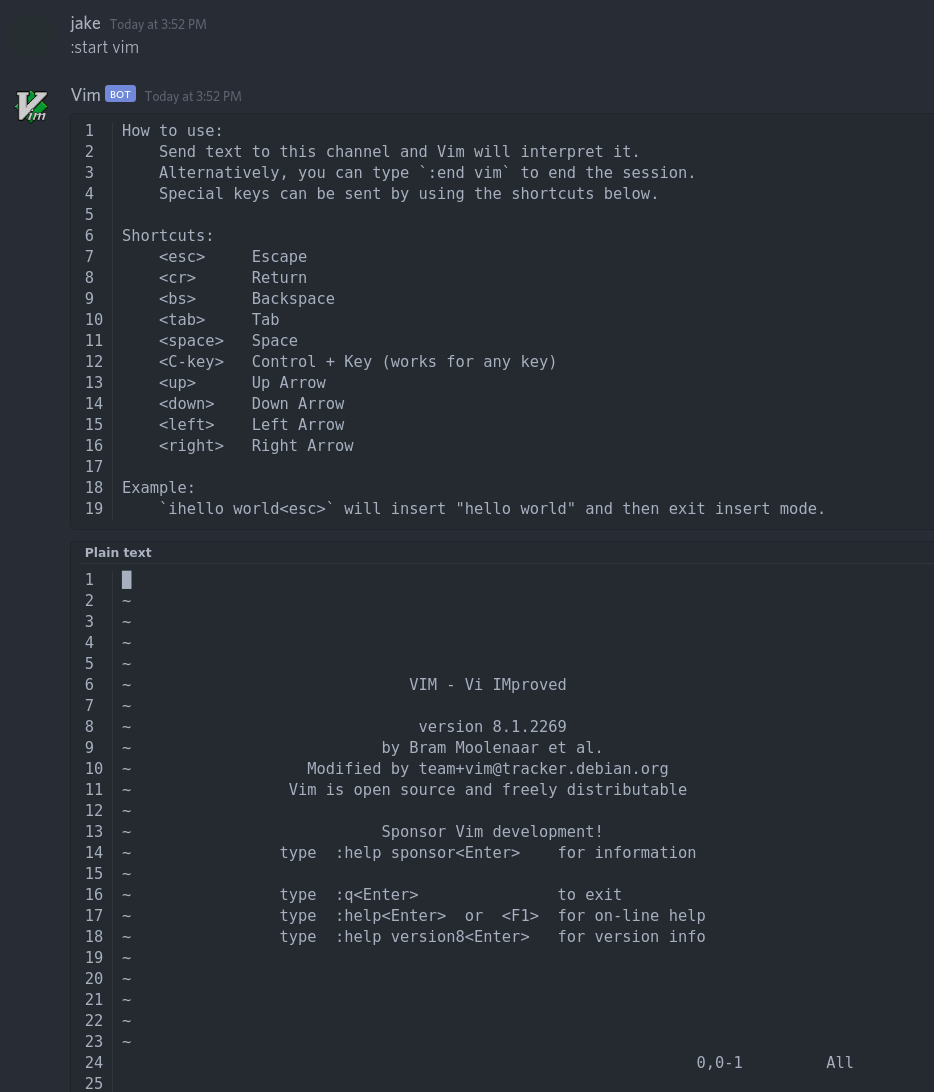 jake Today at 3:52 PM
:start vim
Vim BOT Today at 3:52 PM
Vim
1 How to use:
2     Send text to this channel and Vim will interpret it.
3     Alternatively, you can type `:end vim` to end the session.
4     Special keys can be sent by using the shortcuts below.
5
6 Shortcuts:
7     <esc>     Escape
8     <cr>      Return
9     <bs>      Backspace
10     <tab>     Tab
11     <space>   Space
12     <C-key>   Control + Key (works for any key)
13     <up>      Up Arrow
14     <down>    Down Arrow
15     <left>    Left Arrow
16     <right>   Right Arrow
17
18 Example:
19     `ihello world<esc>` will insert "hello world" and then exit insert mode.
Plain text
1 █
2 ~
3 ~
4 ~
5 ~
6 ~                              VIM - Vi IMproved
7 ~
8 ~                               version 8.1.2269
9 ~                           by Bram Moolenaar et al.
10 ~                   Modified by team+vim@tracker.debian.org
11 ~                 Vim is open source and freely distributable
12 ~
13 ~                           Sponsor Vim development!
14 ~                type  :help sponsor<Enter>    for information
15 ~
16 ~                type  :q<Enter>               to exit
17 ~                type  :help<Enter>  or  <F1>  for on-line help
18 ~                type  :help version8<Enter>   for version info
19 ~
20 ~
21 ~
22 ~
23 ~
24                                                               0,0-1         All
25